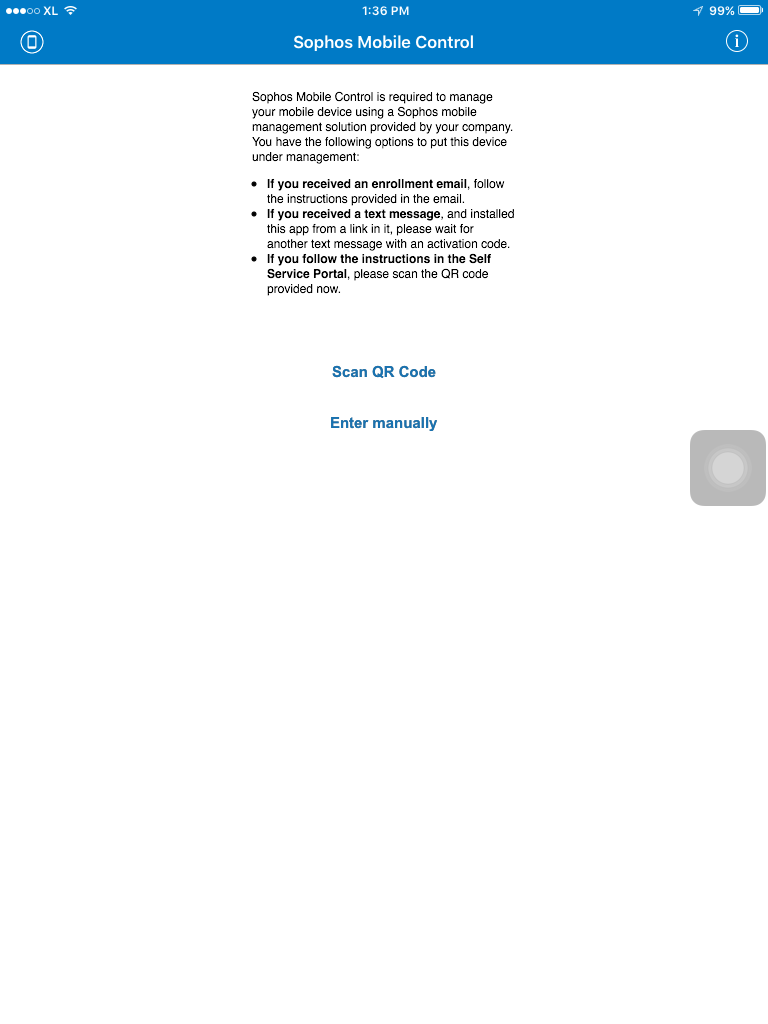 XL 1:36 PM 99%
Sophos Mobile Control
Sophos Mobile Control is required to manage
your mobile device using a Sophos mobile
management solution provided by your company.
You have the following options to put this device
under management:
• If you received an enrollment email, follow
the instructions provided in the email.
• If you received a text message, and installed
this app from a link in it, please wait for
another text message with an activation code.
• If you follow the instructions in the Self
Service Portal, please scan the QR code
provided now.
Scan QR Code
Enter manually